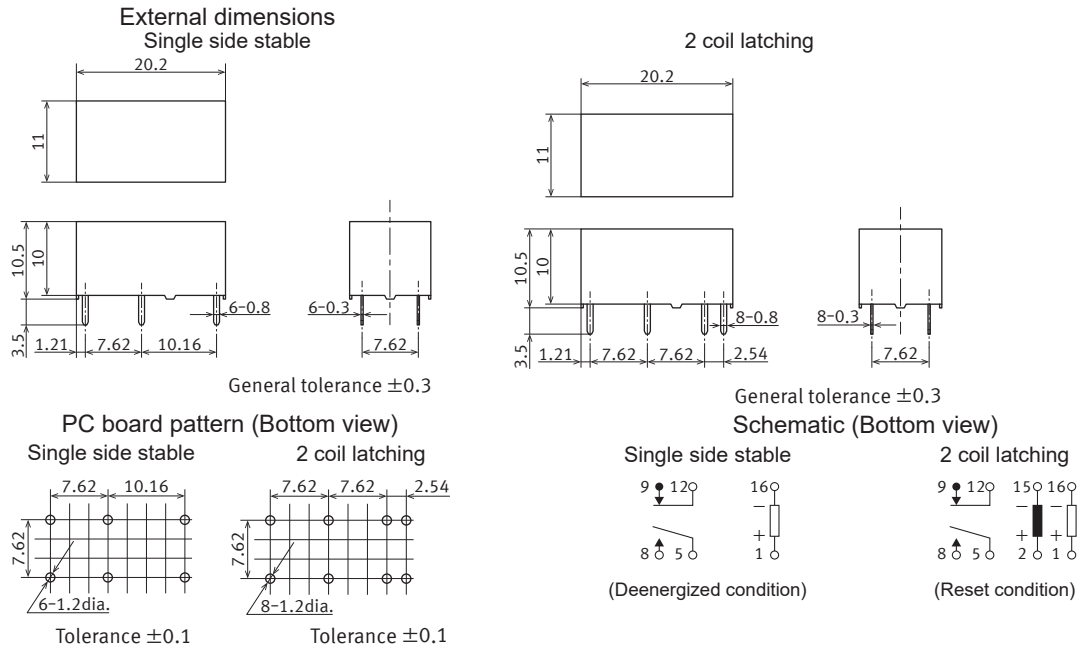 External dimensions
Single side stable
2 coil latching
20.2
20.2
11
11
10.5
10
3.5
6–0.8
6–0.3
1.21
7.62
10.16
7.62
General tolerance ±0.3
10.5
10
3.5
8–0.8
8–0.3
1.21
7.62
7.62
2.54
7.62
General tolerance ±0.3
PC board pattern (Bottom view)
Single side stable
2 coil latching
7.62
10.16
7.62
7.62
2.54
7.62
7.62
6–1.2dia.
8–1.2dia.
Tolerance ±0.1
Tolerance ±0.1
Schematic (Bottom view)
Single side stable
2 coil latching
9 12 16
− +
8 5 1
(Deenergized condition)
9 12 15 16
− + − +
8 5 2 1
(Reset condition)